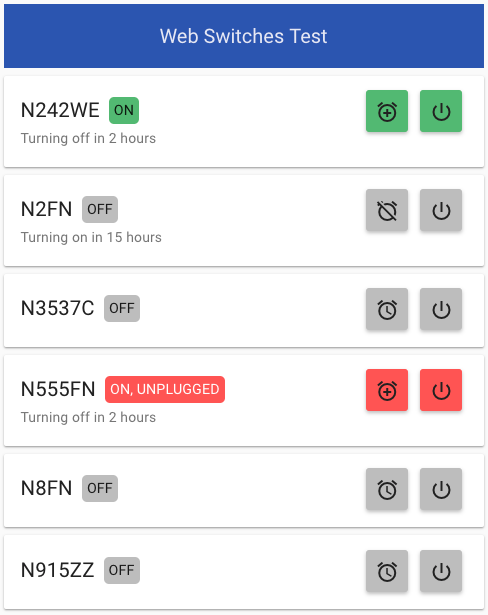 Web Switches Test
N242WE ON
Turning off in 2 hours
N2FN OFF
Turning on in 15 hours
N3537C OFF
N555FN ON, UNPLUGGED
Turning off in 2 hours
N8FN OFF
N915ZZ OFF